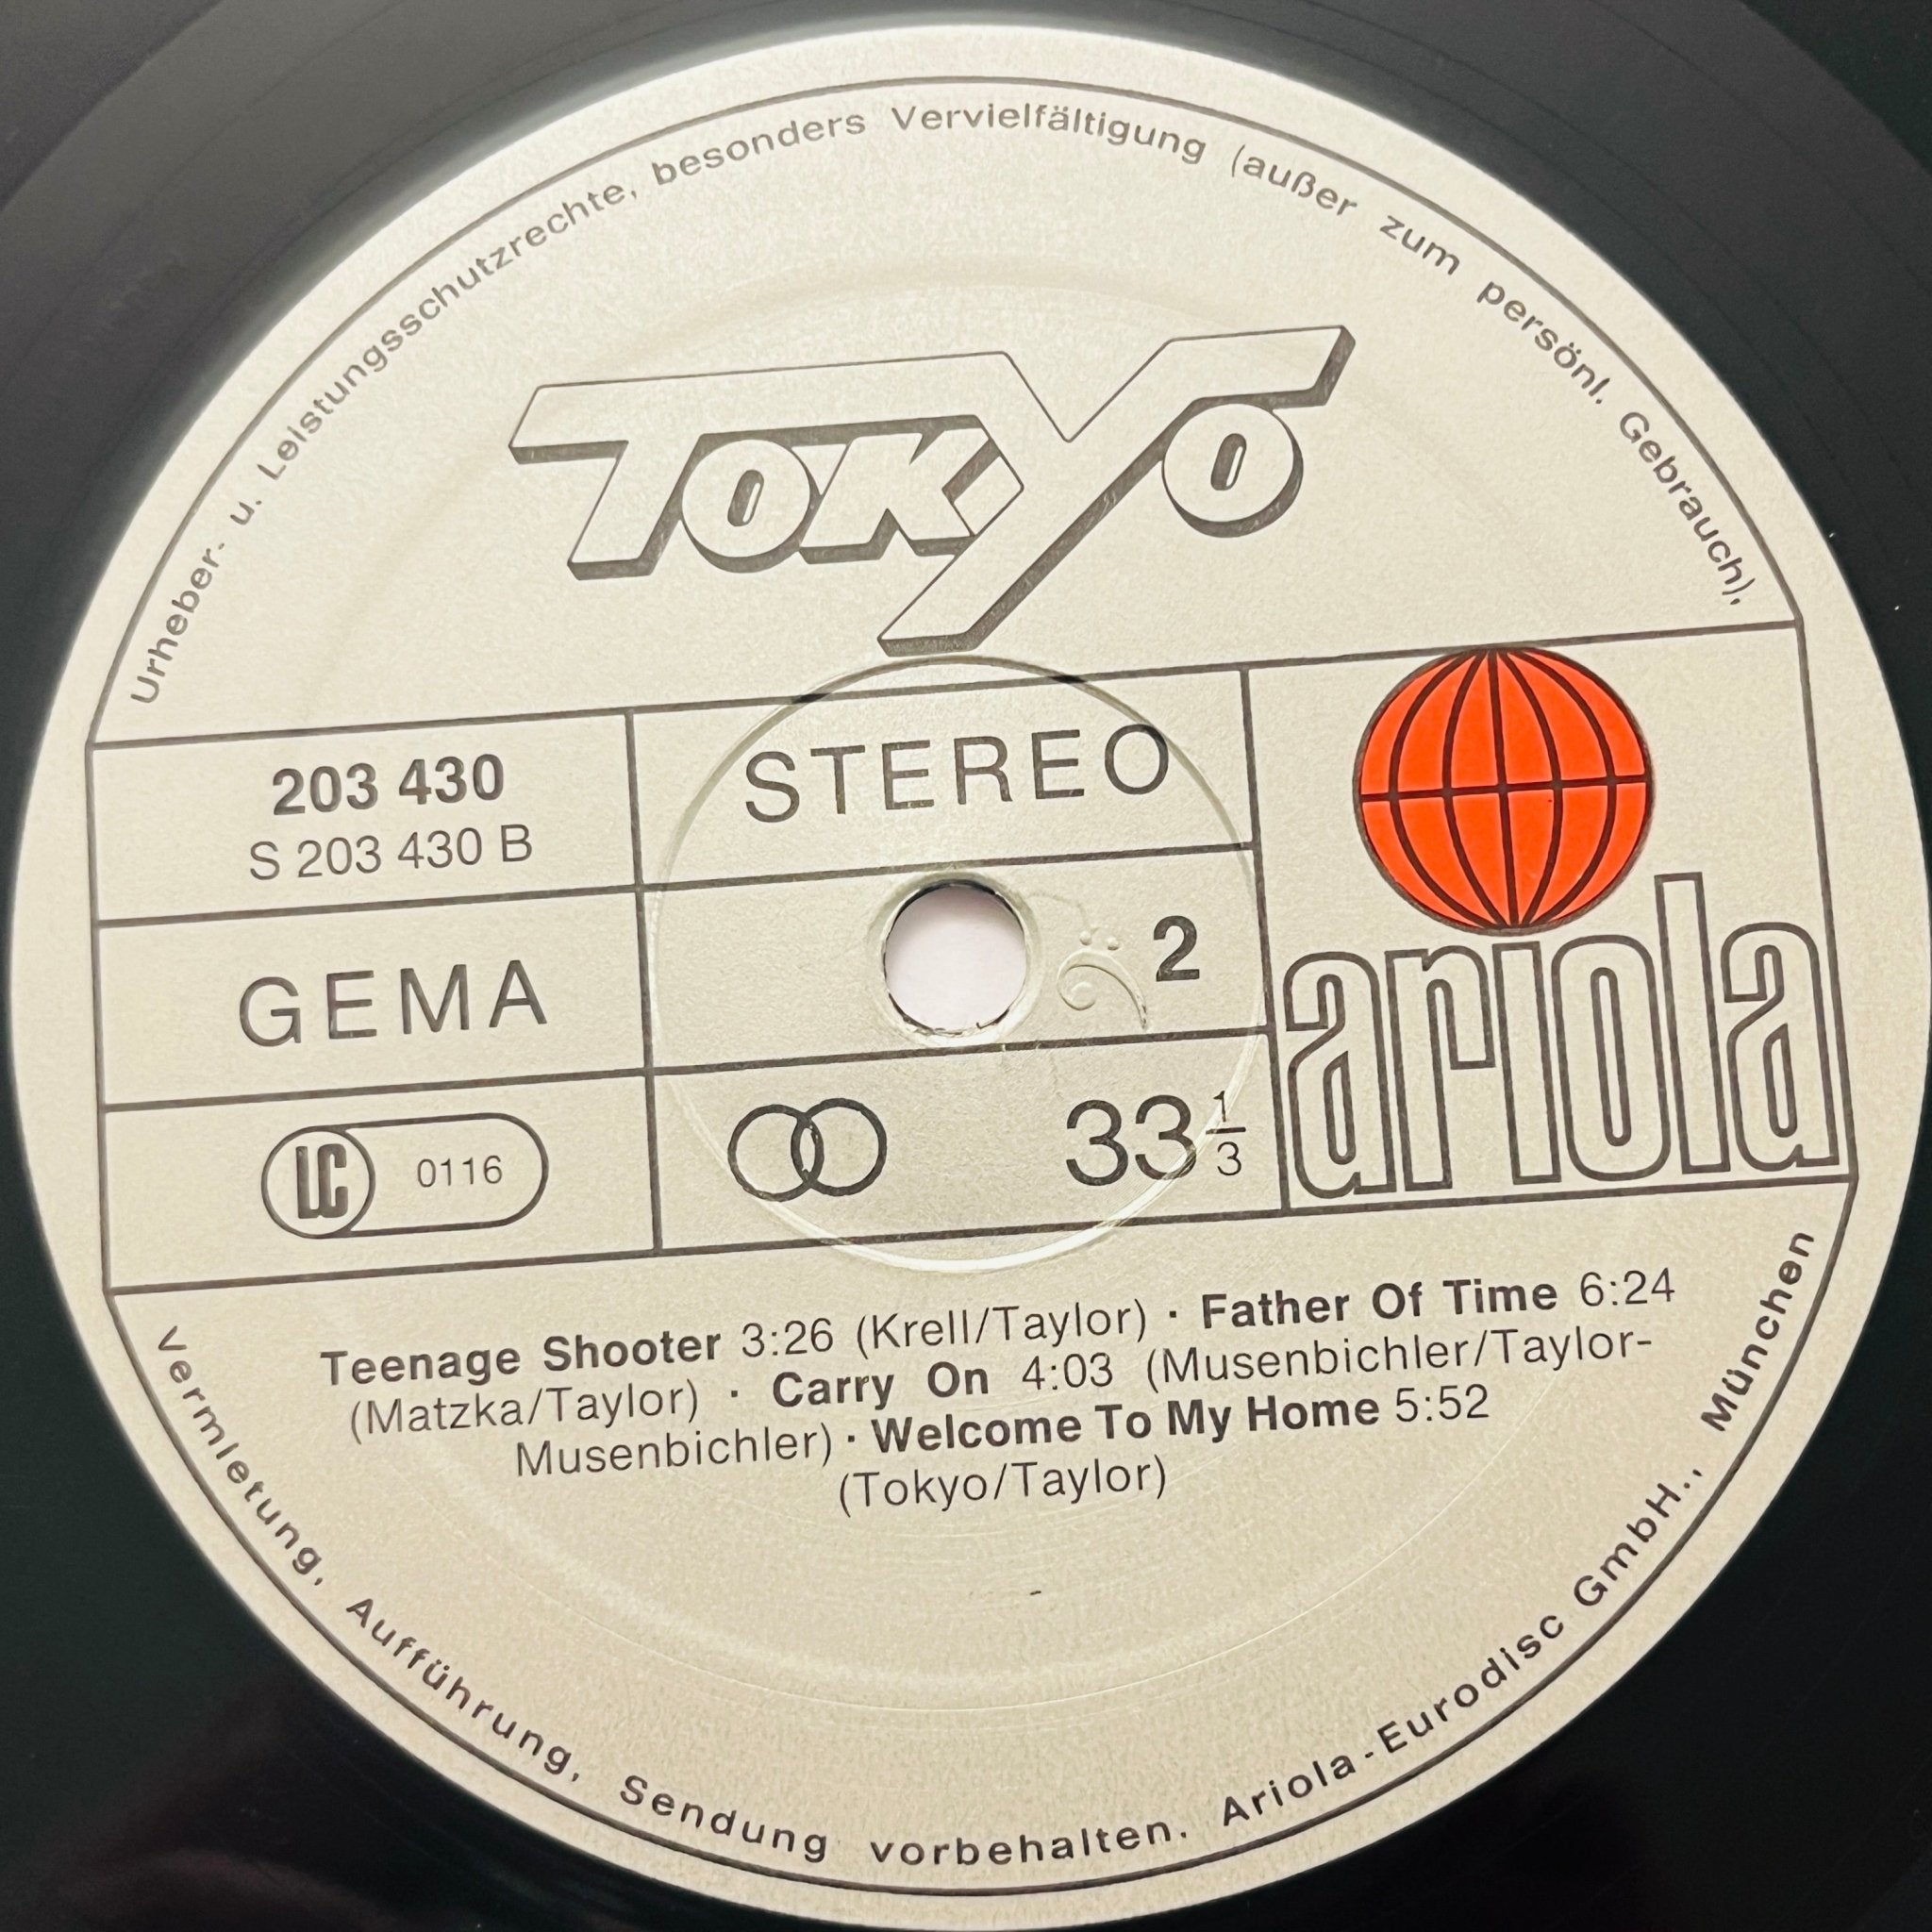 Urheber- u. Leistungsschutzrechte, besonders Vervielfältigung (außer zum persönl. Gebrauch),
TOKYO
203 430
S 203 430 B
STEREO
GEMA
2
LC 0116
33 1/3
ariola
Teenage Shooter 3:26 (Krell/Taylor) · Father Of Time 6:24
(Matzka/Taylor) · Carry On 4:03 (Musenbichler/Taylor-
Musenbichler) · Welcome To My Home 5:52
(Tokyo/Taylor)
Vermietung, Aufführung, Sendung vorbehalten. Ariola-Eurodisc GmbH., München